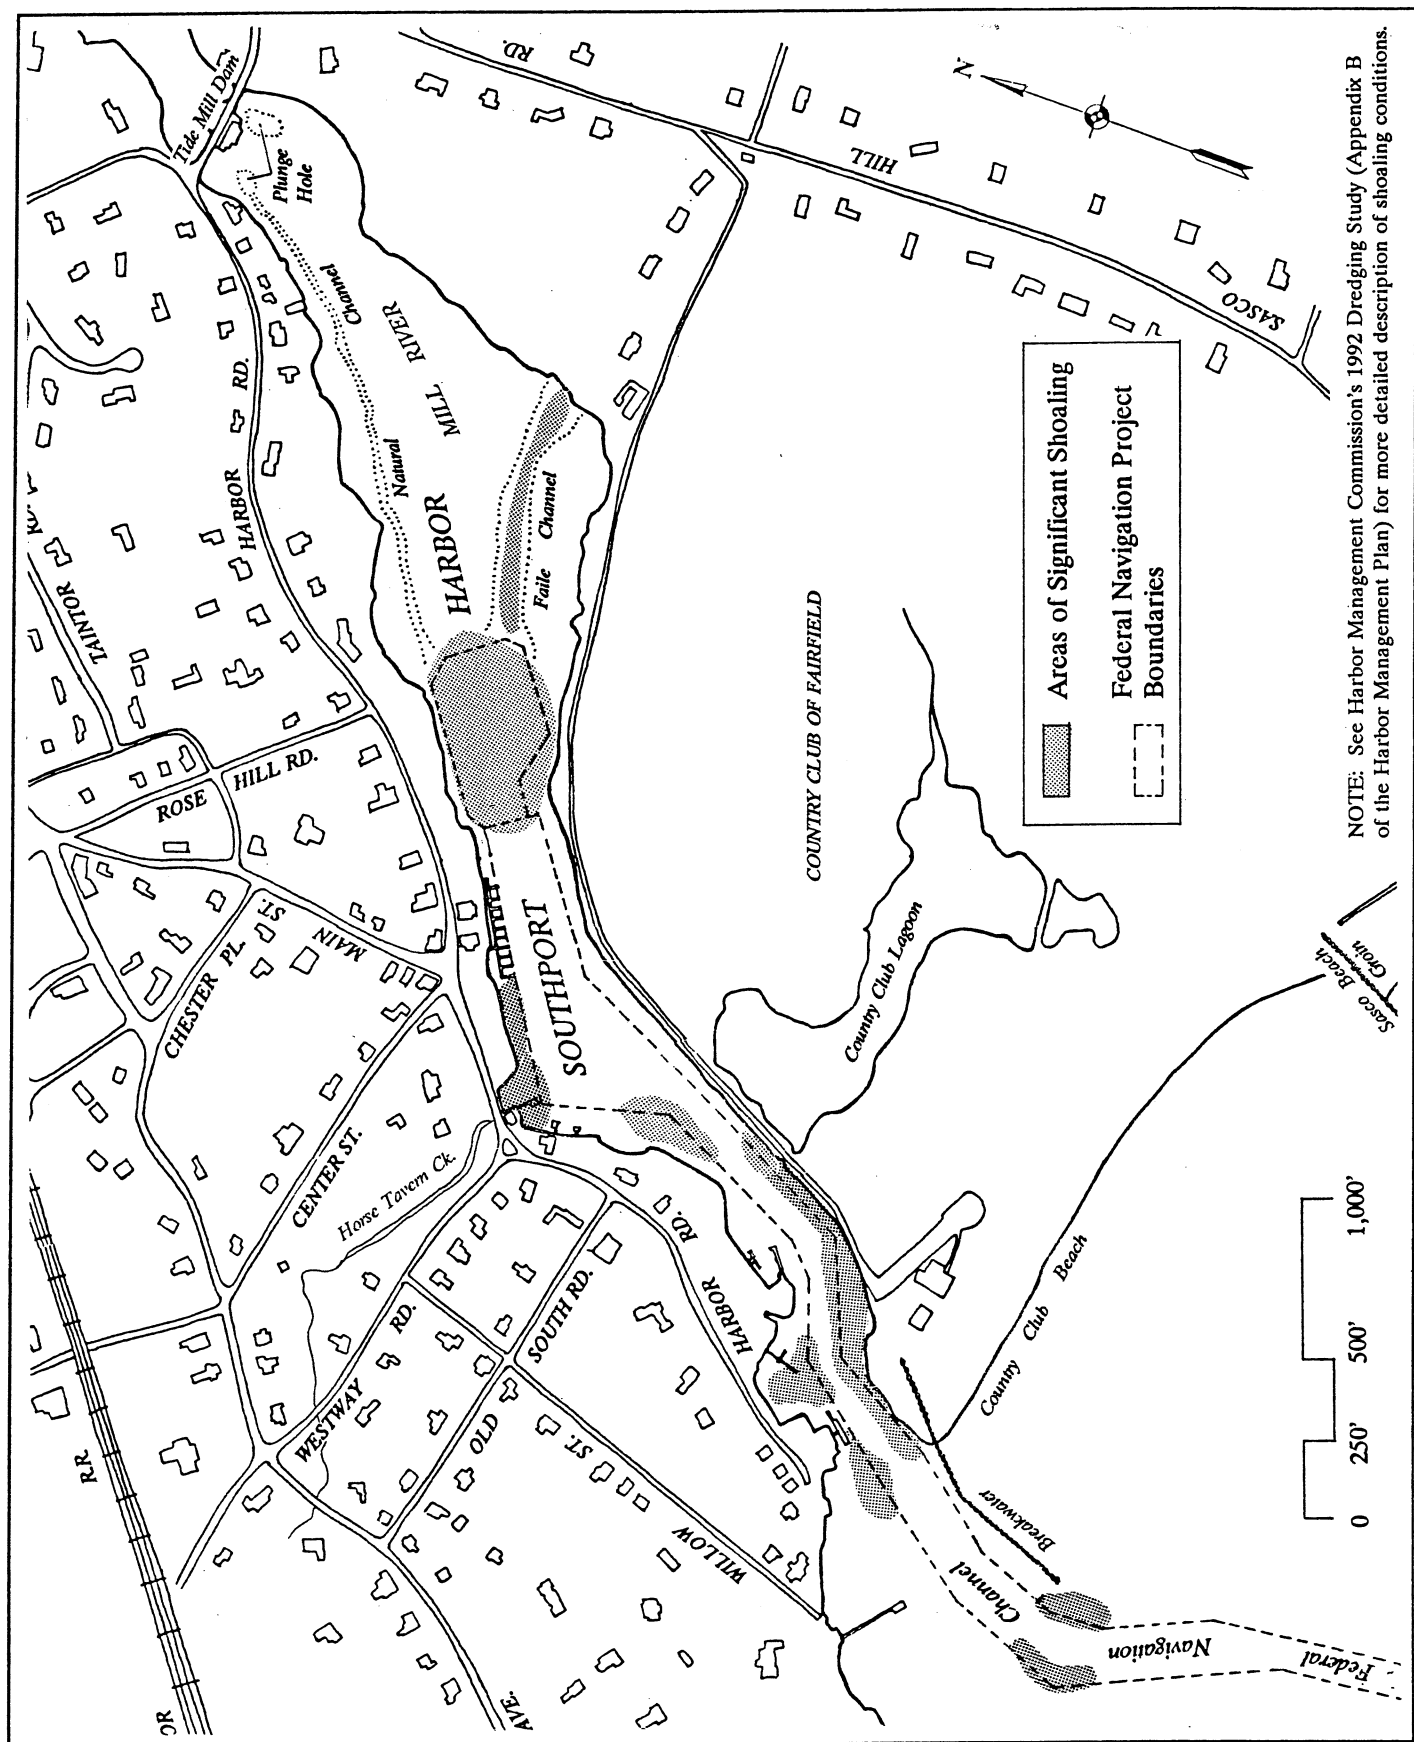 Tide Mill Dam
RD.
N
Plunge
Hole
HILL
SASCO
Channel
Natural
MILL RIVER
HARBOR
RD.
HARBOR
TAINTOR
Faile Channel
HILL RD.
ROSE
MAIN
ST.
CHESTER PL.
SOUTHPORT
COUNTRY CLUB OF FAIRFIELD
Country Club Lagoon
Areas of Significant Shoaling
Federal Navigation Project
Boundaries
NOTE: See Harbor Management Commission's 1992 Dredging Study (Appendix B
of the Harbor Management Plan) for more detailed description of shoaling conditions.
Sasco Beach
Groin
CENTER ST.
Horse Tavern Ck.
RD.
HARBOR
SOUTH RD.
OLD
WESTWAY
RD.
WILLOW
ST.
R.R.
AVE.
OR
Country Club Beach
Breakwater
Channel
Navigation
Federal
0 250' 500' 1,000'